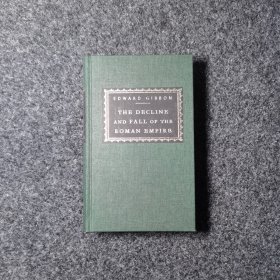 EDWARD GIBBON
THE DECLINE
AND FALL OF THE
ROMAN EMPIRE